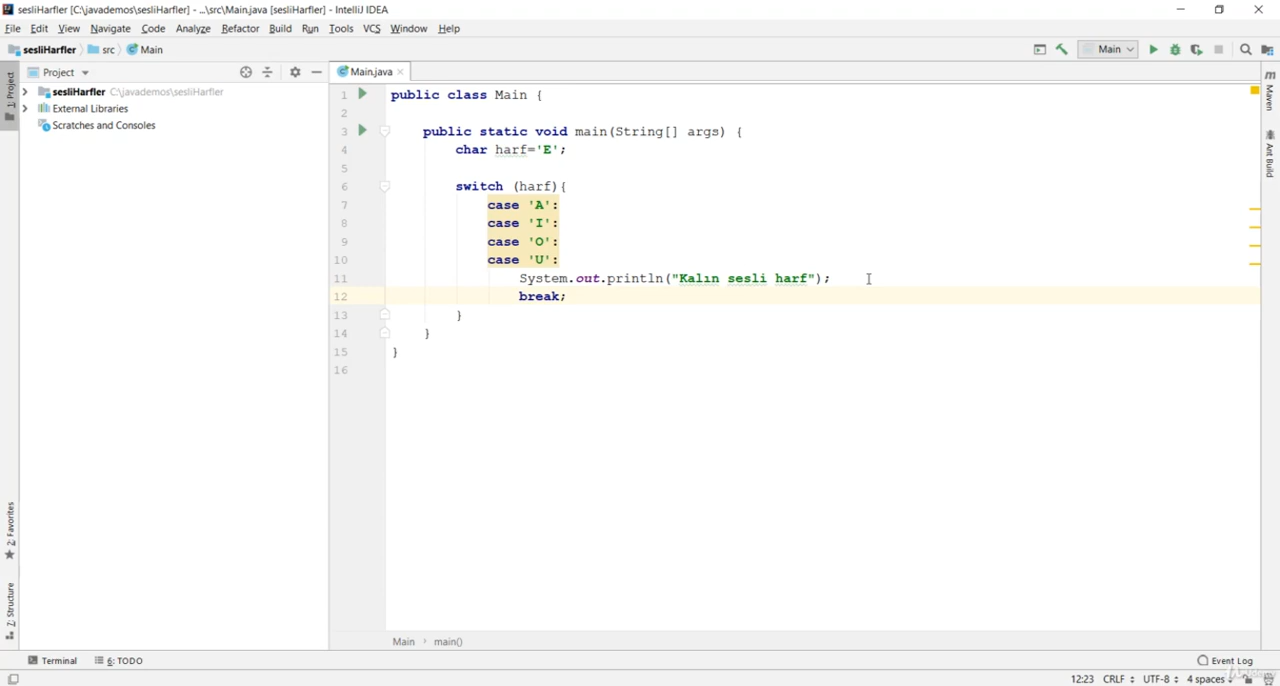 sesliHarfler [C:\javademos\sesliHarfler] - ...\src\Main.java [sesliHarfler] - IntelliJ IDEA
File Edit View Navigate Code Analyze Refactor Build Run Tools VCS Window Help
sesliHarfler src Main
Main
Project
Main.java
1: Project
sesliHarfler C:\javademos\sesliHarfler
External Libraries
Scratches and Consoles
1 public class Main {
2
3 public static void main(String[] args) {
4 char harf='E';
5
6 switch (harf){
7 case 'A':
8 case 'I':
9 case 'O':
10 case 'U':
11 System.out.println("Kalın sesli harf");
12 break;
13 }
14 }
15 }
16
Maven
Ant Build
2: Favorites
Z: Structure
Main main()
Terminal 6: TODO
Event Log
12:23 CRLF UTF-8 4 spaces